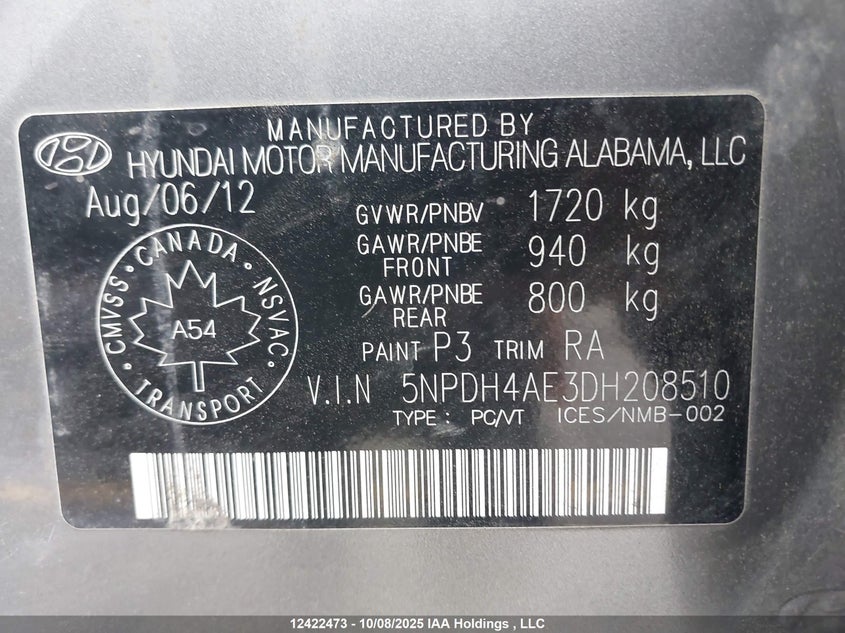 MANUFACTURED BY
HYUNDAI MOTOR MANUFACTURING ALABAMA, LLC
Aug/06/12
GVWR/PNBV 1720 kg
GAWR/PNBE FRONT 940 kg
GAWR/PNBE REAR 800 kg
CANADA • NSVAC • TRANSPORT • CMVSS •
A54
PAINT P3 TRIM RA
V.I.N 5NPDH4AE3DH208510
TYPE : PC/VT ICES/NMB-002
12422473 - 10/08/2025 IAA Holdings , LLC